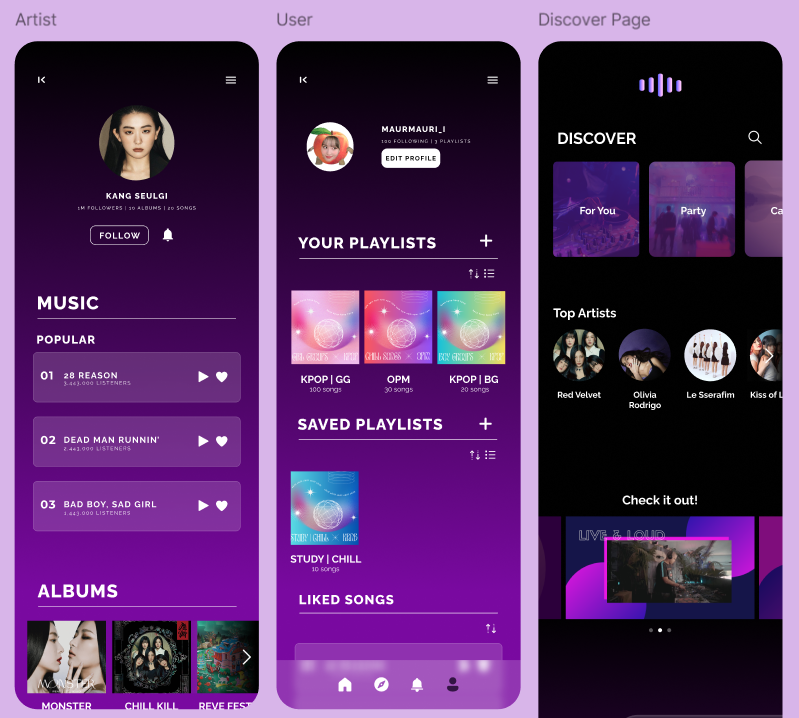 Artist
KANG SEULGI
1M FOLLOWERS | 16 ALBUMS | 20 SONGS
FOLLOW
MUSIC
POPULAR
01 28 REASON
3,443,000 LISTENERS
02 DEAD MAN RUNNIN'
2,443,000 LISTENERS
03 BAD BOY, SAD GIRL
1,443,000 LISTENERS
ALBUMS
MONSTER
MONSTER
CHILL KILL
REVE FEST
User
MAURMAURI_I
100 FOLLOWING | 3 PLAYLISTS
EDIT PROFILE
YOUR PLAYLISTS
KPOP | GG
100 songs
OPM
30 songs
KPOP | BG
20 songs
SAVED PLAYLISTS
STUDY | CHILL
STUDY | CHILL
10 songs
LIKED SONGS
Discover Page
DISCOVER
For You
Party
Ca
Top Artists
Red Velvet
Olivia
Rodrigo
Le Sserafim
Kiss of L
Check it out!
LIVE & LOUD